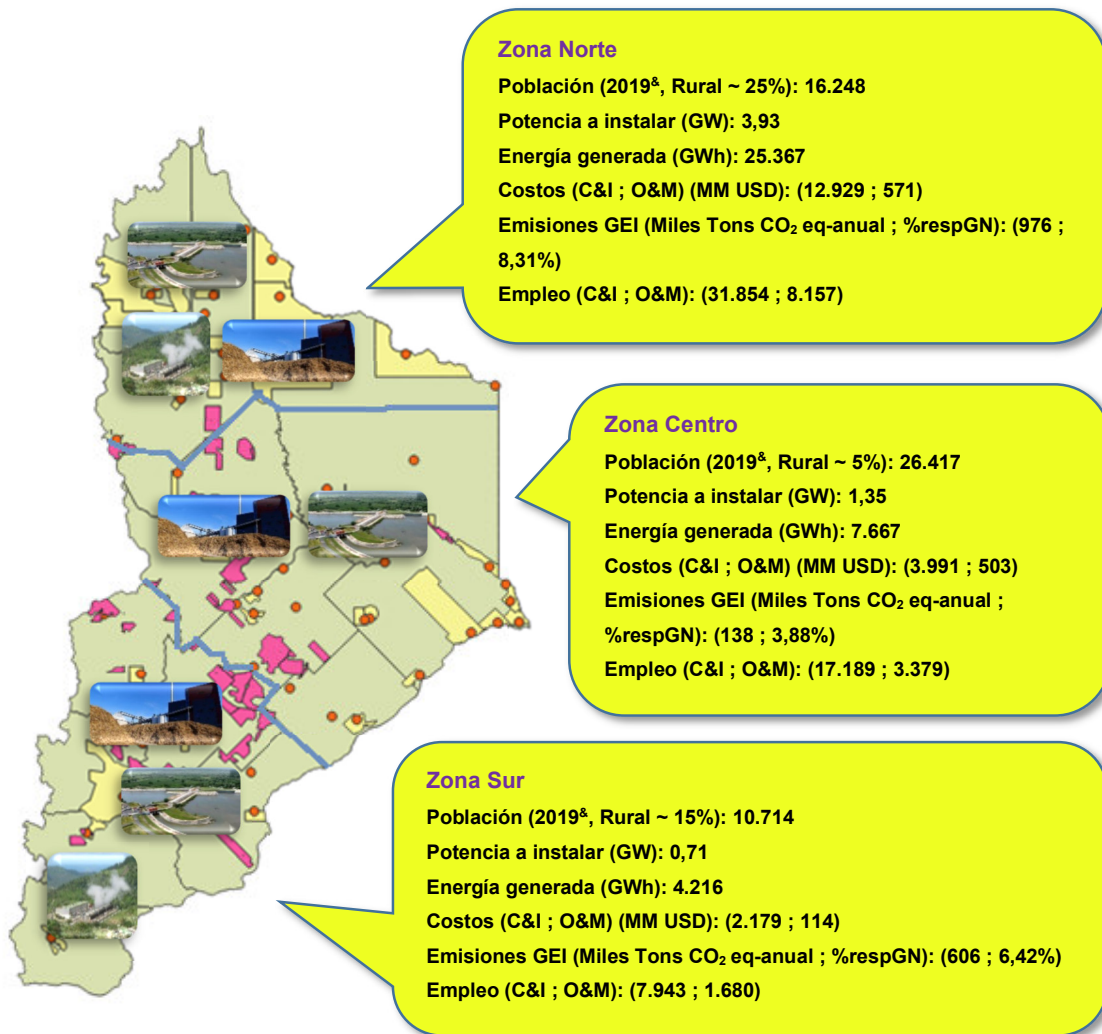 Zona Norte
Población (2019&, Rural ~ 25%): 16.248
Potencia a instalar (GW): 3,93
Energía generada (GWh): 25.367
Costos (C&I ; O&M) (MM USD): (12.929 ; 571)
Emisiones GEI (Miles Tons CO₂ eq-anual ; %respGN): (976 ;
8,31%)
Empleo (C&I ; O&M): (31.854 ; 8.157)
Zona Centro
Población (2019&, Rural ~ 5%): 26.417
Potencia a instalar (GW): 1,35
Energía generada (GWh): 7.667
Costos (C&I ; O&M) (MM USD): (3.991 ; 503)
Emisiones GEI (Miles Tons CO₂ eq-anual ;
%respGN): (138 ; 3,88%)
Empleo (C&I ; O&M): (17.189 ; 3.379)
Zona Sur
Población (2019&, Rural ~ 15%): 10.714
Potencia a instalar (GW): 0,71
Energía generada (GWh): 4.216
Costos (C&I ; O&M) (MM USD): (2.179 ; 114)
Emisiones GEI (Miles Tons CO₂ eq-anual ; %respGN): (606 ; 6,42%)
Empleo (C&I ; O&M): (7.943 ; 1.680)